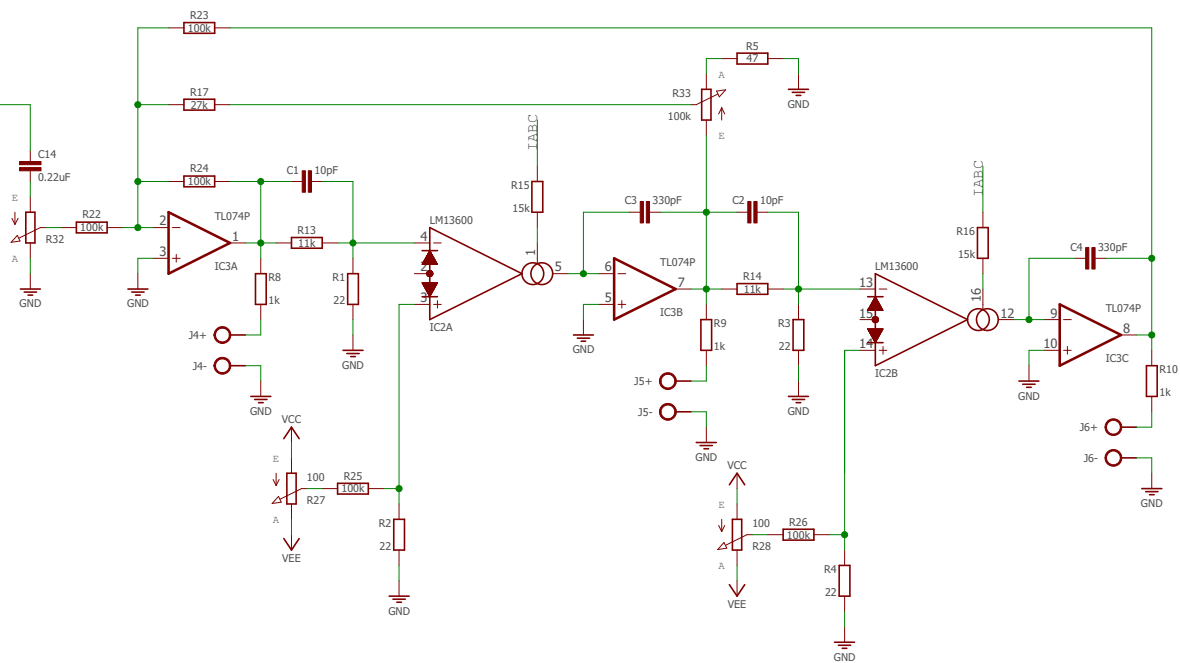 R23
100k
R5
47
A
R17
27k
R33
100k
E
GND
IABC
C14
0.22uF
R24
100k
C1
10pF
R15
15k
IABC
E
R32
A
GND
R22
100k
2
3
1
TL074P
IC3A
GND
R13
11k
R8
1k
R1
22
GND
LM13600
4
2
3
1
5
IC2A
C3
330pF
C2
10pF
R16
15k
TL074P
6
5
7
IC3B
GND
R14
11k
R9
1k
R3
22
GND
LM13600
13
15
14
16
12
IC2B
C4
330pF
TL074P
9
10
8
IC3C
GND
R10
1k
J4+
J4-
GND
J5+
J5-
GND
J6+
J6-
GND
VCC
E
100
R27
A
VEE
R25
100k
R2
22
GND
VCC
E
100
R28
A
VEE
R26
100k
R4
22
GND